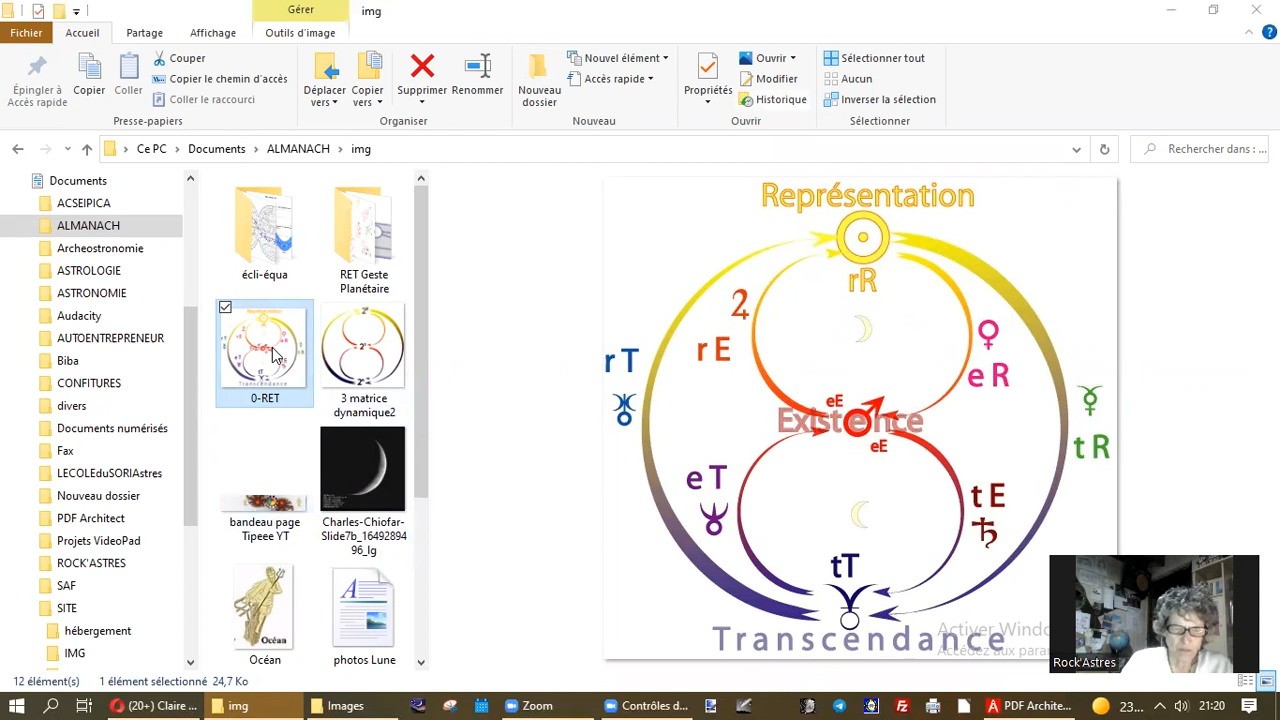 Gérer
img
Fichier
Accueil
Partage
Affichage
Outils d'image
Épingler à Accès rapide
Copier
Coller
Couper
Copier le chemin d'accès
Coller le raccourci
Presse-papiers
Déplacer vers
Copier vers
Supprimer
Renommer
Organiser
Nouveau dossier
Nouvel élément
Accès rapide
Nouveau
Propriétés
Ouvrir
Modifier
Historique
Ouvrir
Sélectionner tout
Aucun
Inverser la sélection
Sélectionner
Ce PC > Documents > ALMANACH > img
Rechercher dans : ...
Documents
ACSEIPICA
ALMANACH
Archeostronomie
ASTROLOGIE
ASTRONOMIE
Audacity
AUTOENTREPRENEUR
Biba
CONFITURES
divers
Documents numérisés
Fax
LECOLEduSORIAstres
Nouveau dossier
PDF Architect
Projets VideoPad
ROCK'ASTRES
SAF
SITE
hébergement
IMG
écli-équa
RET Geste
Planétaire
0-RET
3 matrice
dynamique2
bandeau page
Tipeee YT
Charles-Chiofar-
Slide7b_16492894
96_lg
Océan
Océan
photos Lune
Représentation
rR
rE
eR
rT
tR
eE
Existence
eE
eT
tE
tT
Transcendance
Activer Windo
Accédez aux para
Rock'Astres
12 élément(s)
1 élément sélectionné 24,7 Ko
(20+) Claire ...
img
Images
Zoom
Contrôles d...
PDF Archite...
23...
21:20